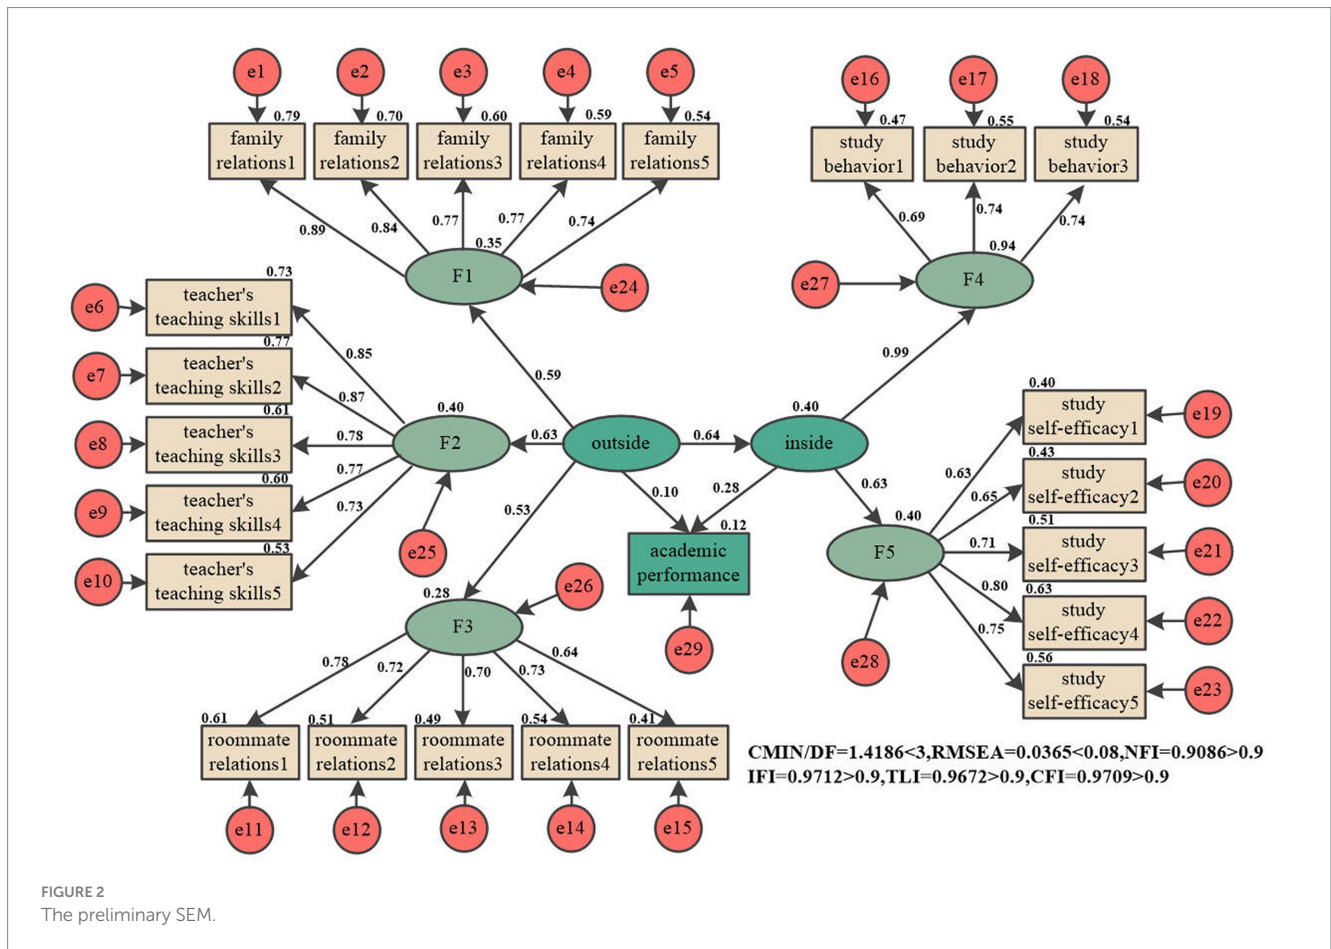 e1
e2
e3
e4
e5
e16
e17
e18
0.79
0.70
0.60
0.59
0.54
0.47
0.55
0.54
family
relations1
family
relations2
family
relations3
family
relations4
family
relations5
study
behavior1
study
behavior2
study
behavior3
0.89
0.84
0.77
0.77
0.74
0.69
0.74
0.74
0.35
F1
e24
0.94
F4
e27
0.73
teacher's
teaching skills1
e6
0.77
teacher's
teaching skills2
e7
0.61
teacher's
teaching skills3
e8
0.60
teacher's
teaching skills4
e9
0.53
teacher's
teaching skills5
e10
0.85
0.87
0.78
0.77
0.73
0.40
F2
e25
0.59
0.63
outside
0.64
0.40
inside
0.99
0.53
0.10
0.28
0.63
0.12
academic
performance
e29
0.40
F5
e28
0.63
0.65
0.71
0.80
0.75
0.40
study
self-efficacy1
e19
0.43
study
self-efficacy2
e20
0.51
study
self-efficacy3
e21
0.63
study
self-efficacy4
e22
0.56
study
self-efficacy5
e23
0.28
F3
e26
0.78
0.72
0.70
0.73
0.64
0.61
0.51
0.49
0.54
0.41
roommate
relations1
roommate
relations2
roommate
relations3
roommate
relations4
roommate
relations5
e11
e12
e13
e14
e15
CMIN/DF=1.4186<3,RMSEA=0.0365<0.08,NFI=0.9086>0.9
IFI=0.9712>0.9,TLI=0.9672>0.9,CFI=0.9709>0.9
FIGURE 2
The preliminary SEM.